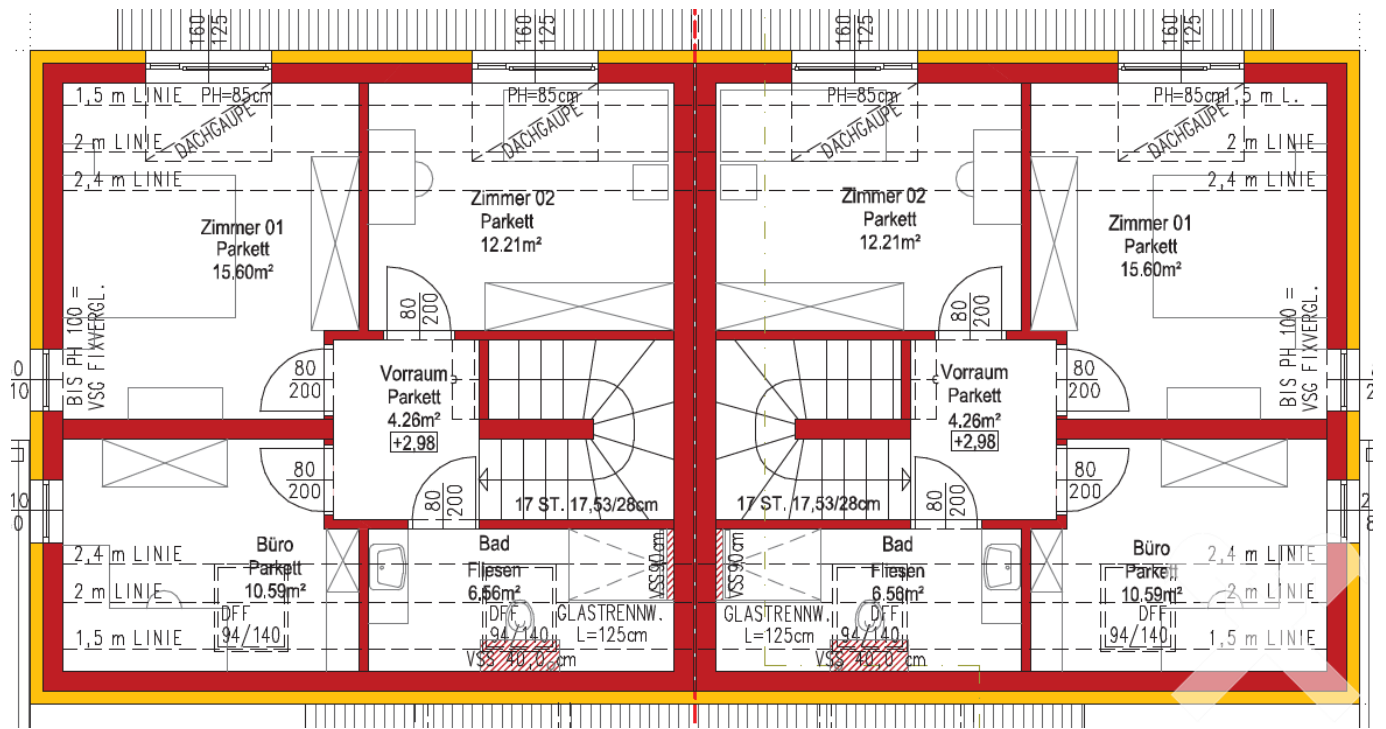 160
125
160
125
160
125
160
125
1,5 m LINIE
PH=85cm
PH=85cm
PH=85cm
PH=85cm
1,5 m L.
DACHGAUPE
DACHGAUPE
DACHGAUPE
DACHGAUPE
2 m LINIE
2 m LINIE
2,4 m LINIE
2,4 m LINIE
Zimmer 01
Parkett
15.60m²
Zimmer 02
Parkett
12.21m²
Zimmer 02
Parkett
12.21m²
Zimmer 01
Parkett
15.60m²
BIS PH 100 =
VSG FIXVERGL.
BIS PH 100 =
VSG FIXVERGL.
80
200
80
200
80
200
80
200
Vorraum
Parkett
4.26m²
+2,98
Vorraum
Parkett
4.26m²
+2,98
10
80
200
80
200
80
200
80
200
17 ST. 17,53/28cm
17 ST. 17,53/28cm
10
Büro
Parkett
10.59m²
Bad
Fliesen
6.56m²
Bad
Fliesen
6.56m²
Büro
Parkett
10.59m²
VSS90cm
VSS90cm
2,4 m LINIE
2,4 m LINIE
2 m LINIE
2 m LINIE
1,5 m LINIE
1,5 m LINIE
DFF
94/140
DFF
94/140
GLASTRENNW.
L=125cm
GLASTRENNW.
L=125cm
DFF
94/140
DFF
94/140
VSS 40,0 cm
VSS 40,0 cm